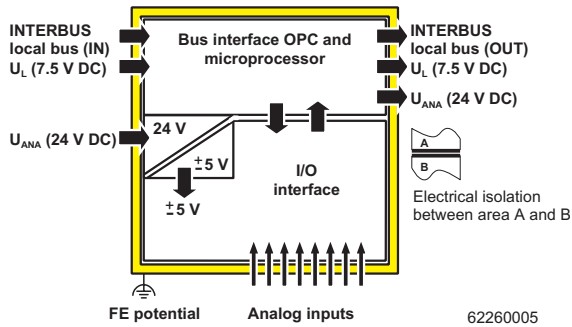 INTERBUS
local bus (IN)
UL (7.5 V DC)
Bus interface OPC and
microprocessor
INTERBUS
local bus (OUT)
UL (7.5 V DC)
UANA (24 V DC)
UANA (24 V DC)
24 V
±5 V
±5 V
I/O
interface
A
B
Electrical isolation
between area A and B
FE potential
Analog inputs
62260005